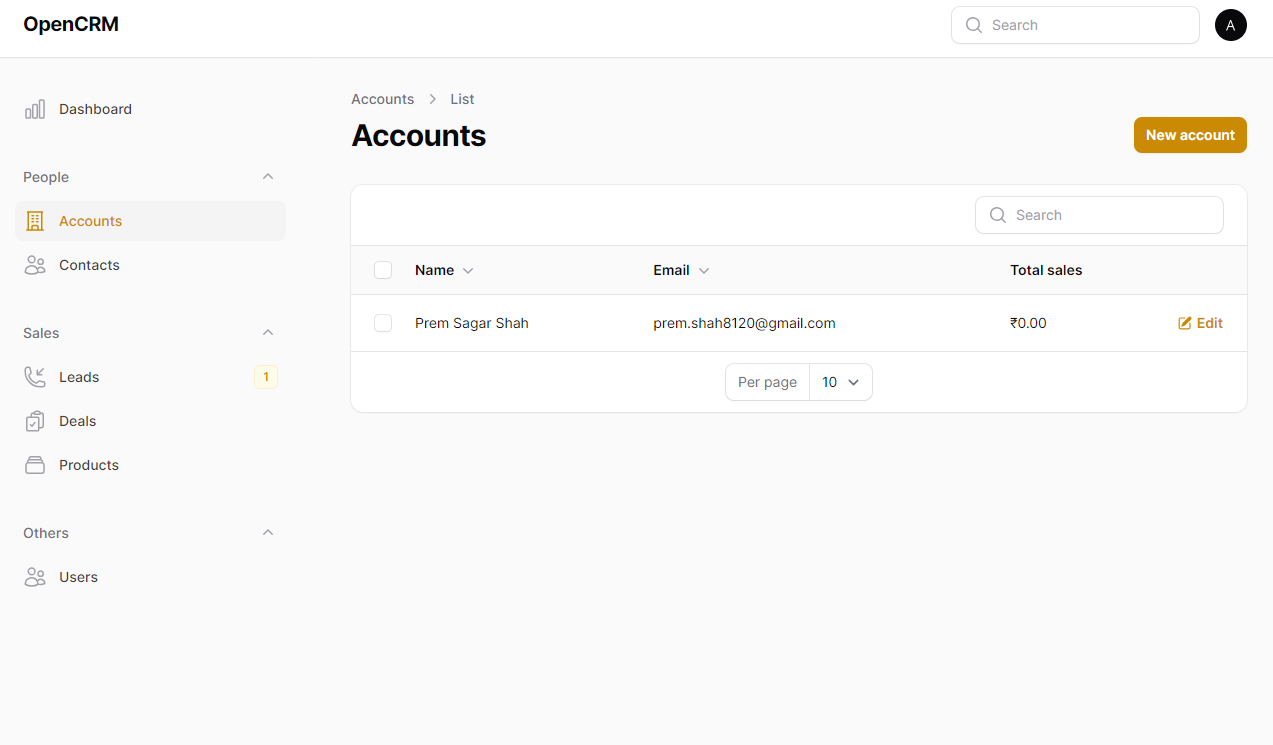 OpenCRM
Search
A
Dashboard
People
Accounts
Contacts
Sales
Leads
1
Deals
Products
Others
Users
Accounts > List
Accounts
New account
Search
Name Email Total sales
Prem Sagar Shah prem.shah8120@gmail.com ₹0.00 Edit
Per page 10